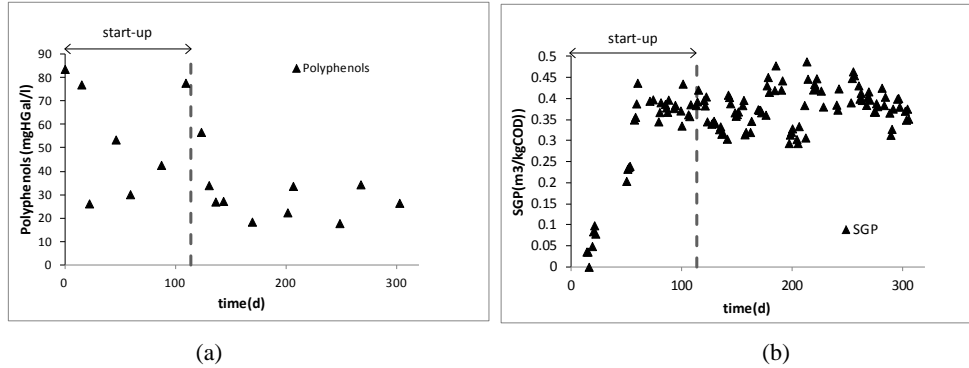 start-up
90
80
70
60
50
40
30
20
10
0
Polyphenols (mgHGal/l)
Polyphenols
0 100 200 300
time(d)
(a)
start-up
0.5
0.45
0.4
0.35
0.3
0.25
0.2
0.15
0.1
0.05
0
SGP(m3/kgCOD)
SGP
0 100 200 300
time(d)
(b)